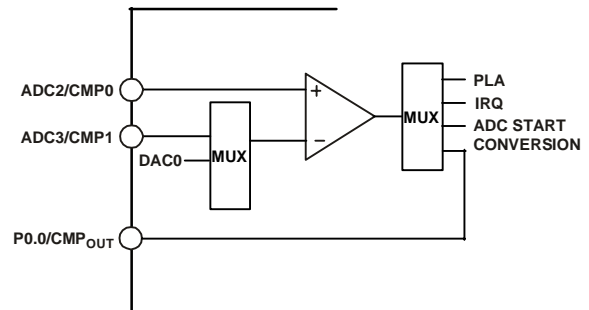 ADC2/CMP0
ADC3/CMP1
DAC0
MUX
+
−
MUX
PLA
IRQ
ADC START
CONVERSION
P0.0/CMPOUT